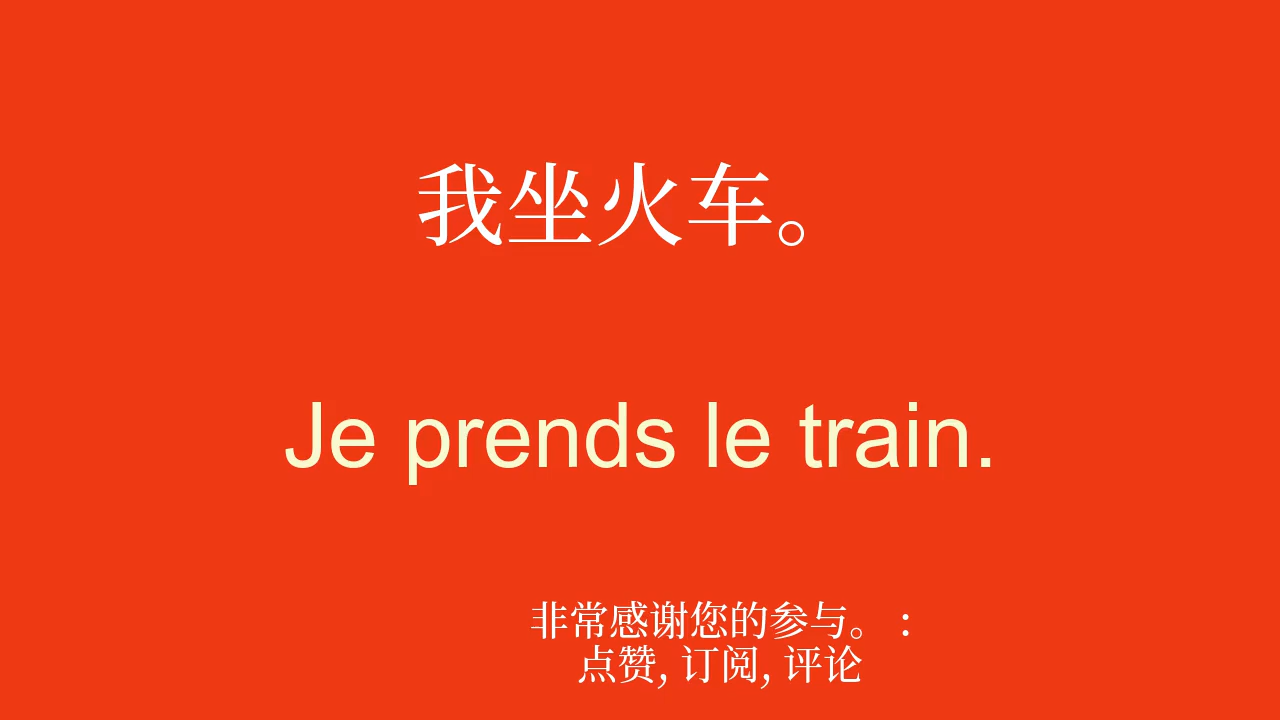 我坐火车。
Je prends le train.
非常感谢您的参与。 :
点赞, 订阅, 评论